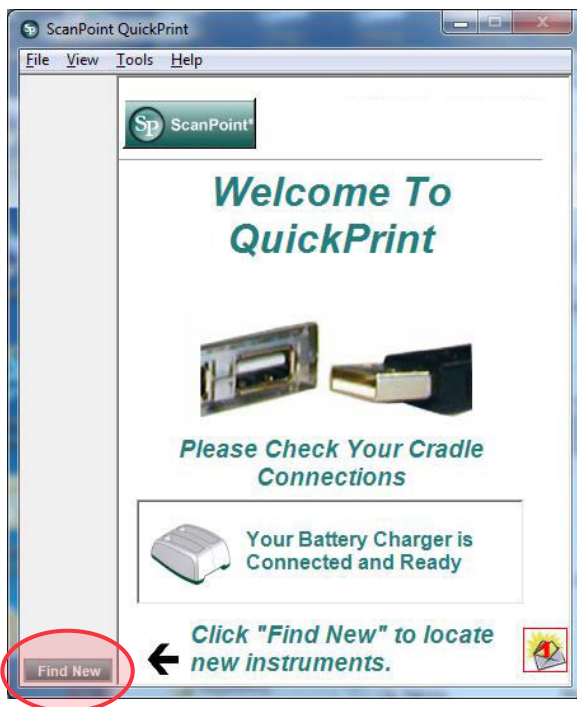 ScanPoint QuickPrint
File View Tools Help
SP ScanPoint®
Welcome To
QuickPrint
Please Check Your Cradle
Connections
Your Battery Charger is
Connected and Ready
Click "Find New" to locate
new instruments.
Find New